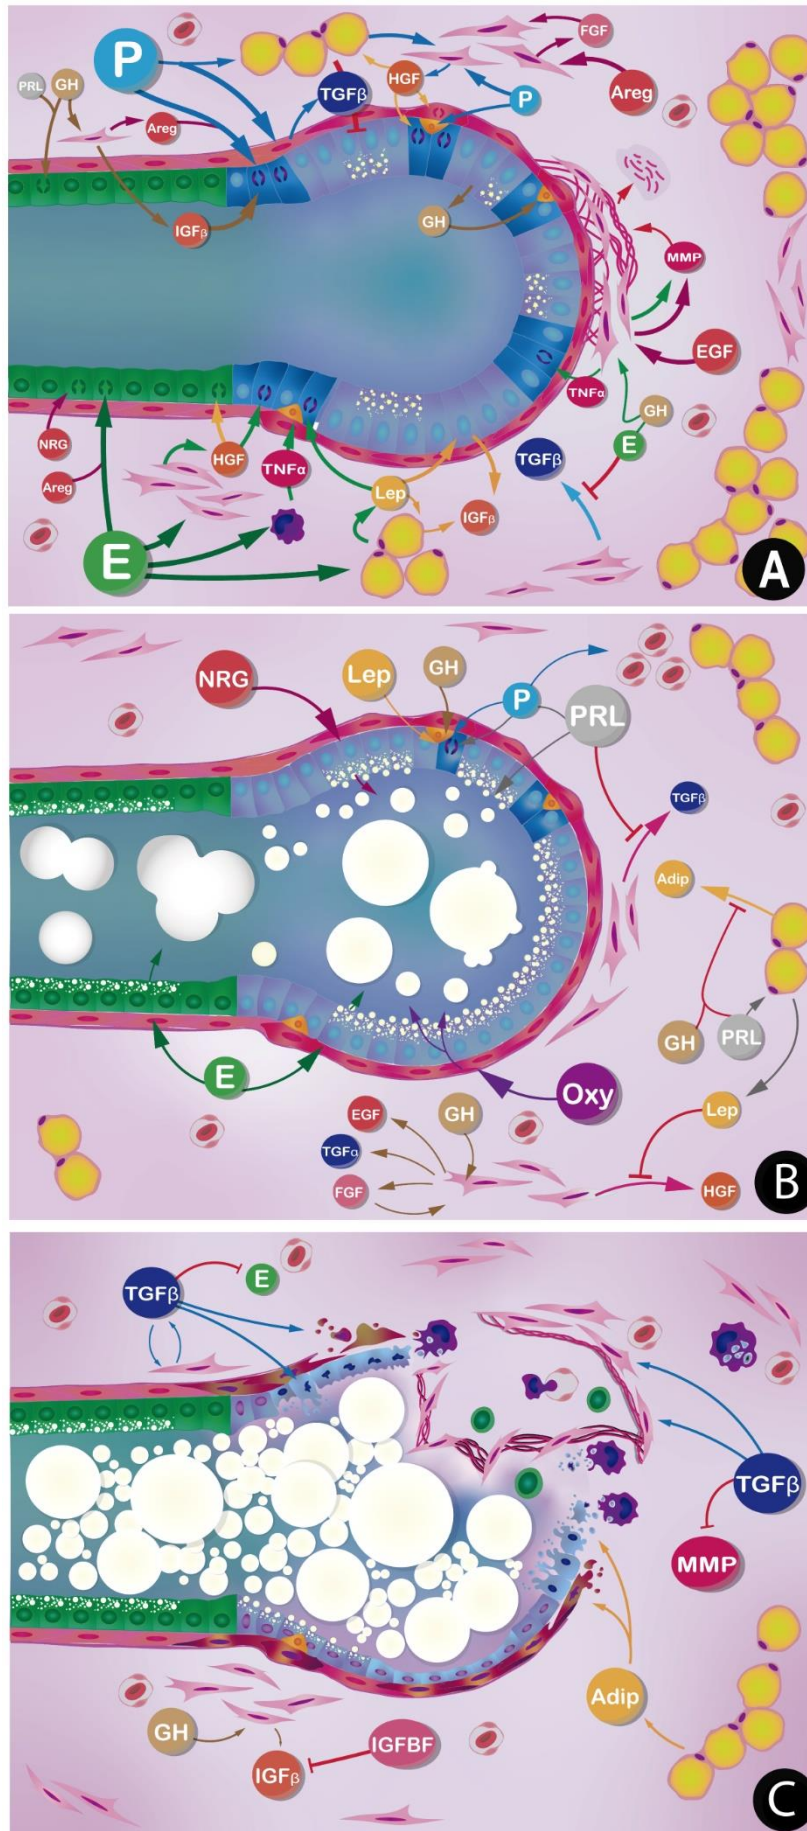 P
PRL
GH
Areg
TGFβ
HGF
P
FGF
Areg
IGFβ
GH
MMP
EGF
NRG
Areg
HGF
TNFα
Lep
TNFα
GH
E
TGFβ
IGFβ
E
A
NRG
Lep
GH
P
PRL
TGFβ
Adip
GH
PRL
E
Oxy
Lep
EGF
GH
TGFα
FGF
HGF
B
TGFβ
E
TGFβ
MMP
Adip
GH
IGFβ
IGFBF
C